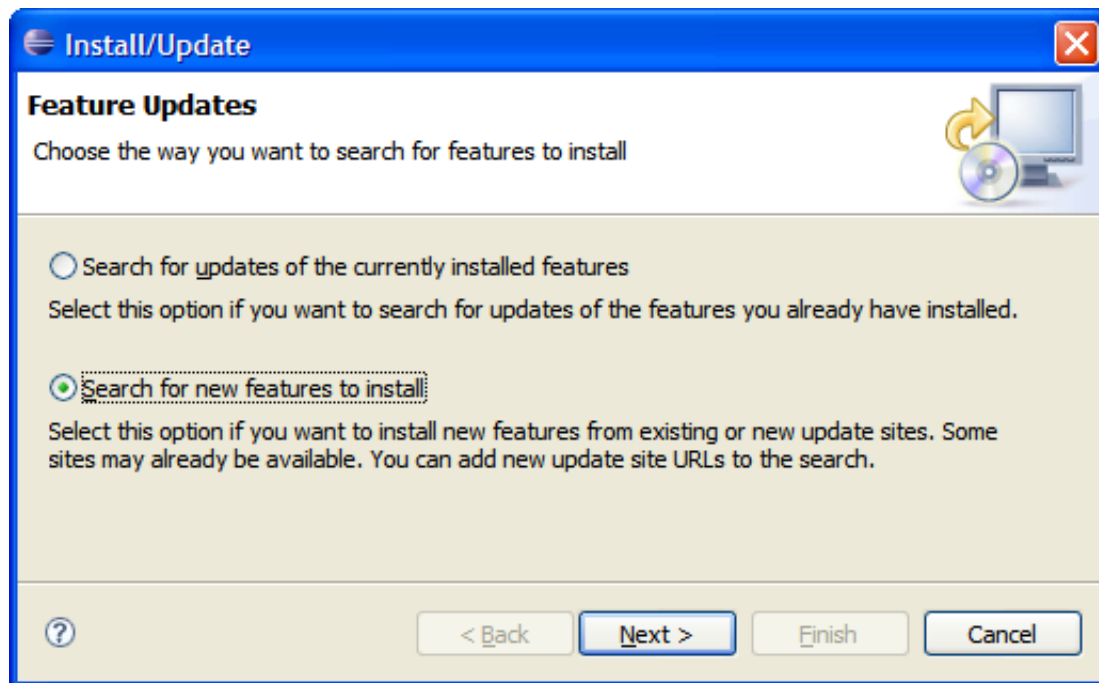 Install/Update
Feature Updates
Choose the way you want to search for features to install
Search for updates of the currently installed features
Select this option if you want to search for updates of the features you already have installed.
Search for new features to install
Select this option if you want to install new features from existing or new update sites. Some
sites may already be available. You can add new update site URLs to the search.
? < Back Next > Finish Cancel